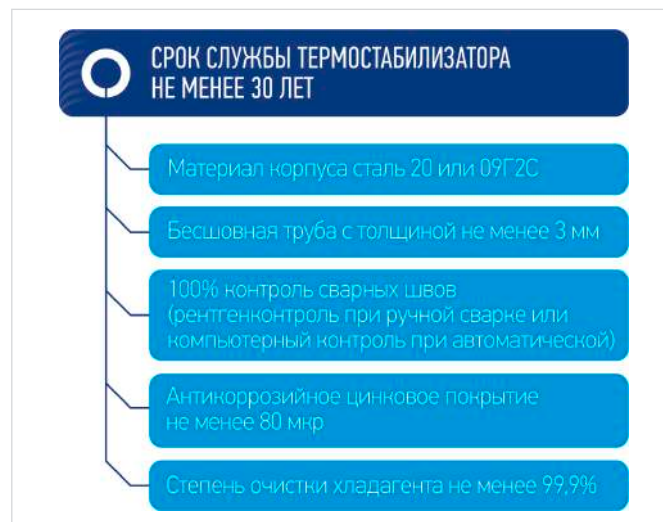 СРОК СЛУЖБЫ ТЕРМОСТАБИЛИЗАТОРА
НЕ МЕНЕЕ 30 ЛЕТ
Материал корпуса сталь 20 или 09Г2С
Бесшовная труба с толщиной не менее 3 мм
100% контроль сварных швов
(рентгенконтроль при ручной сварке или
компьютерный контроль при автоматической)
Антикоррозийное цинковое покрытие
не менее 80 мкр
Степень очистки хладагента не менее 99,9%